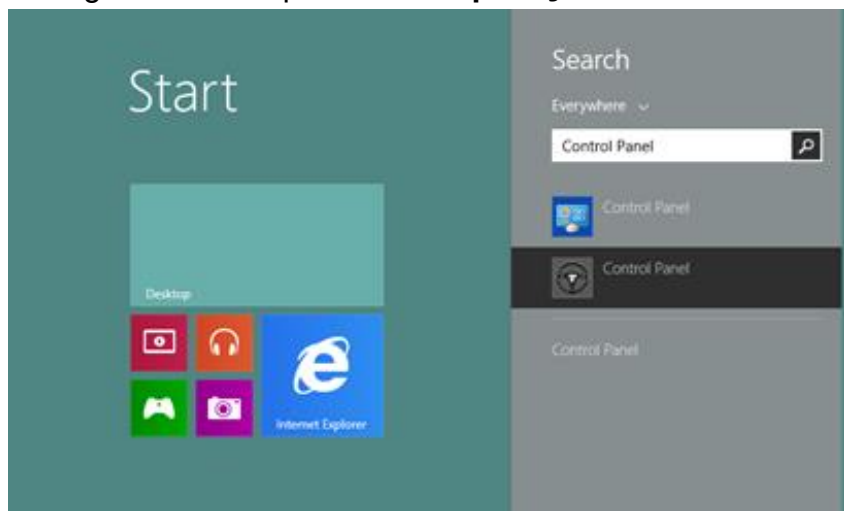 Start
Desktop
Internet Explorer
Search
Everywhere
Control Panel
Control Panel
Control Panel
Control Panel